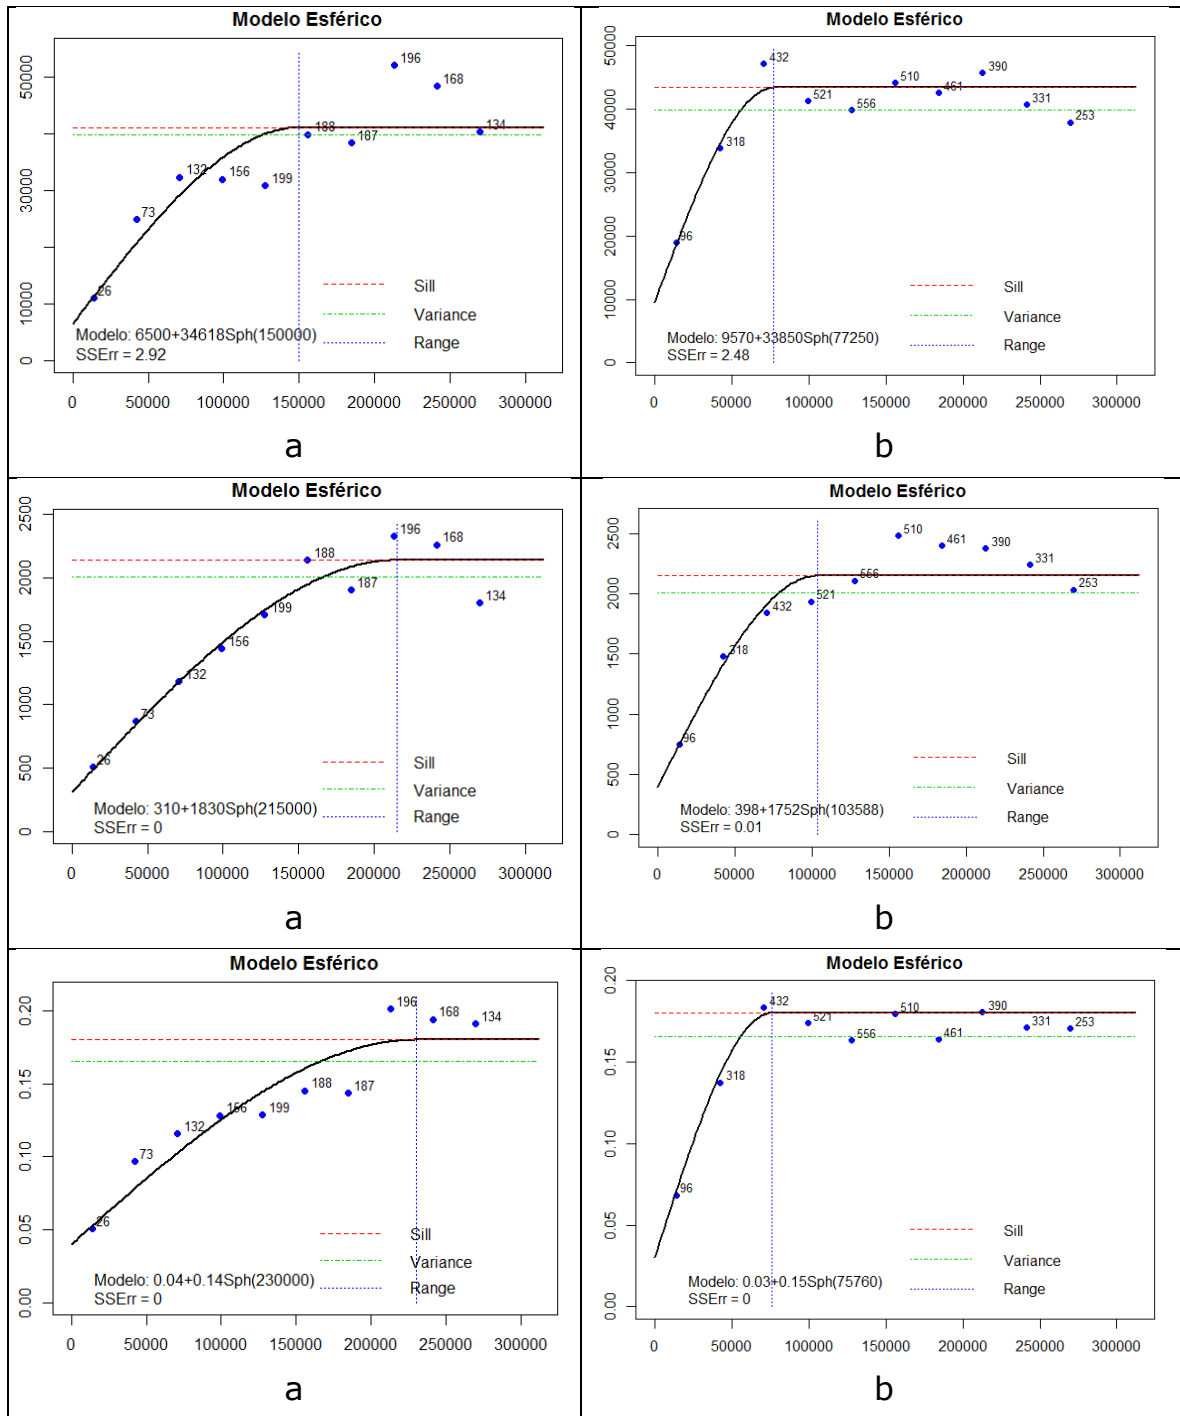 Modelo Esférico
50000
30000
10000
0
196
168
188
187
134
132
156
199
73
26
Sill
Variance
Range
Modelo: 6500+34618Sph(150000)
SSErr = 2.92
0 50000 100000 150000 200000 250000 300000
a
Modelo Esférico
50000
40000
30000
20000
10000
0
432
521
556
510
461
390
331
253
318
96
Sill
Variance
Range
Modelo: 9570+33850Sph(77250)
SSErr = 2.48
0 50000 100000 150000 200000 250000 300000
b
Modelo Esférico
2500
2000
1500
1000
500
0
196
168
188
187
134
199
156
132
73
26
Sill
Variance
Range
Modelo: 310+1830Sph(215000)
SSErr = 0
0 50000 100000 150000 200000 250000 300000
a
Modelo Esférico
2500
2000
1500
1000
500
0
510
461
390
331
253
556
521
432
318
96
Sill
Variance
Range
Modelo: 398+1752Sph(103588)
SSErr = 0.01
0 50000 100000 150000 200000 250000 300000
b
Modelo Esférico
0.20
0.15
0.10
0.05
0.00
196
168
134
188
187
156
199
132
73
26
Sill
Variance
Range
Modelo: 0.04+0.14Sph(230000)
SSErr = 0
0 50000 100000 150000 200000 250000 300000
a
Modelo Esférico
0.20
0.15
0.10
0.05
0.00
432
521
556
510
461
390
331
253
318
96
Sill
Variance
Range
Modelo: 0.03+0.15Sph(75760)
SSErr = 0
0 50000 100000 150000 200000 250000 300000
b